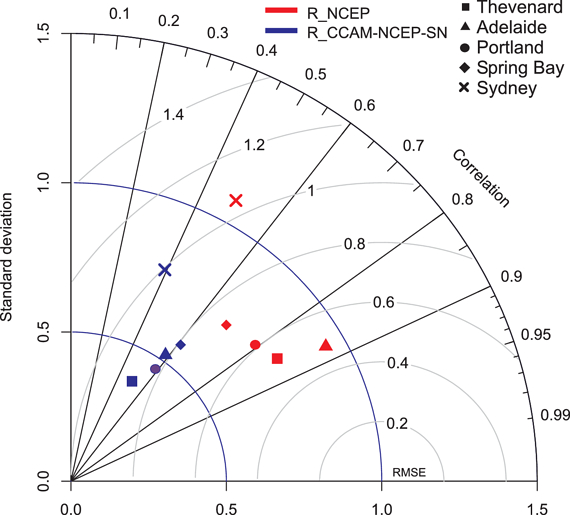 R_NCEP
R_CCAM-NCEP-SN
Thevenard
Adelaide
Portland
Spring Bay
Sydney
0.1
0.2
0.3
0.4
0.5
0.6
0.7
0.8
0.9
0.95
0.99
Correlation
Standard deviation
1.5
1.0
0.5
0.0
1.4
1.2
1
0.8
0.6
0.4
0.2
RMSE
0.0
0.5
1.0
1.5